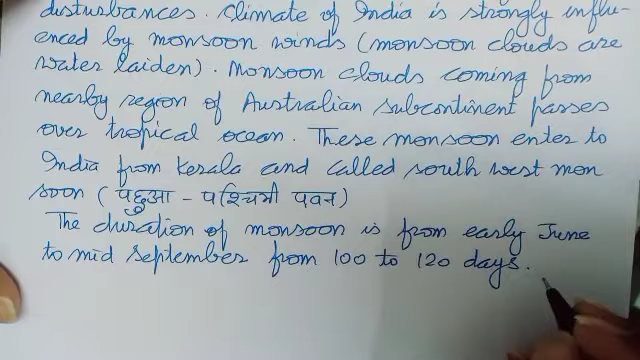 disturbances. Climate of India is strongly influ-
enced by monsoon winds (monsoon clouds are
water laiden). Monsoon clouds coming from
nearby region of Australian subcontinent passes
over tropical ocean. These monsoon enter to
India from Kerala and called south west mon
soon (पछुआ - पश्चिमी पवन)
The duration of monsoon is from early June
to mid September from 100 to 120 days.